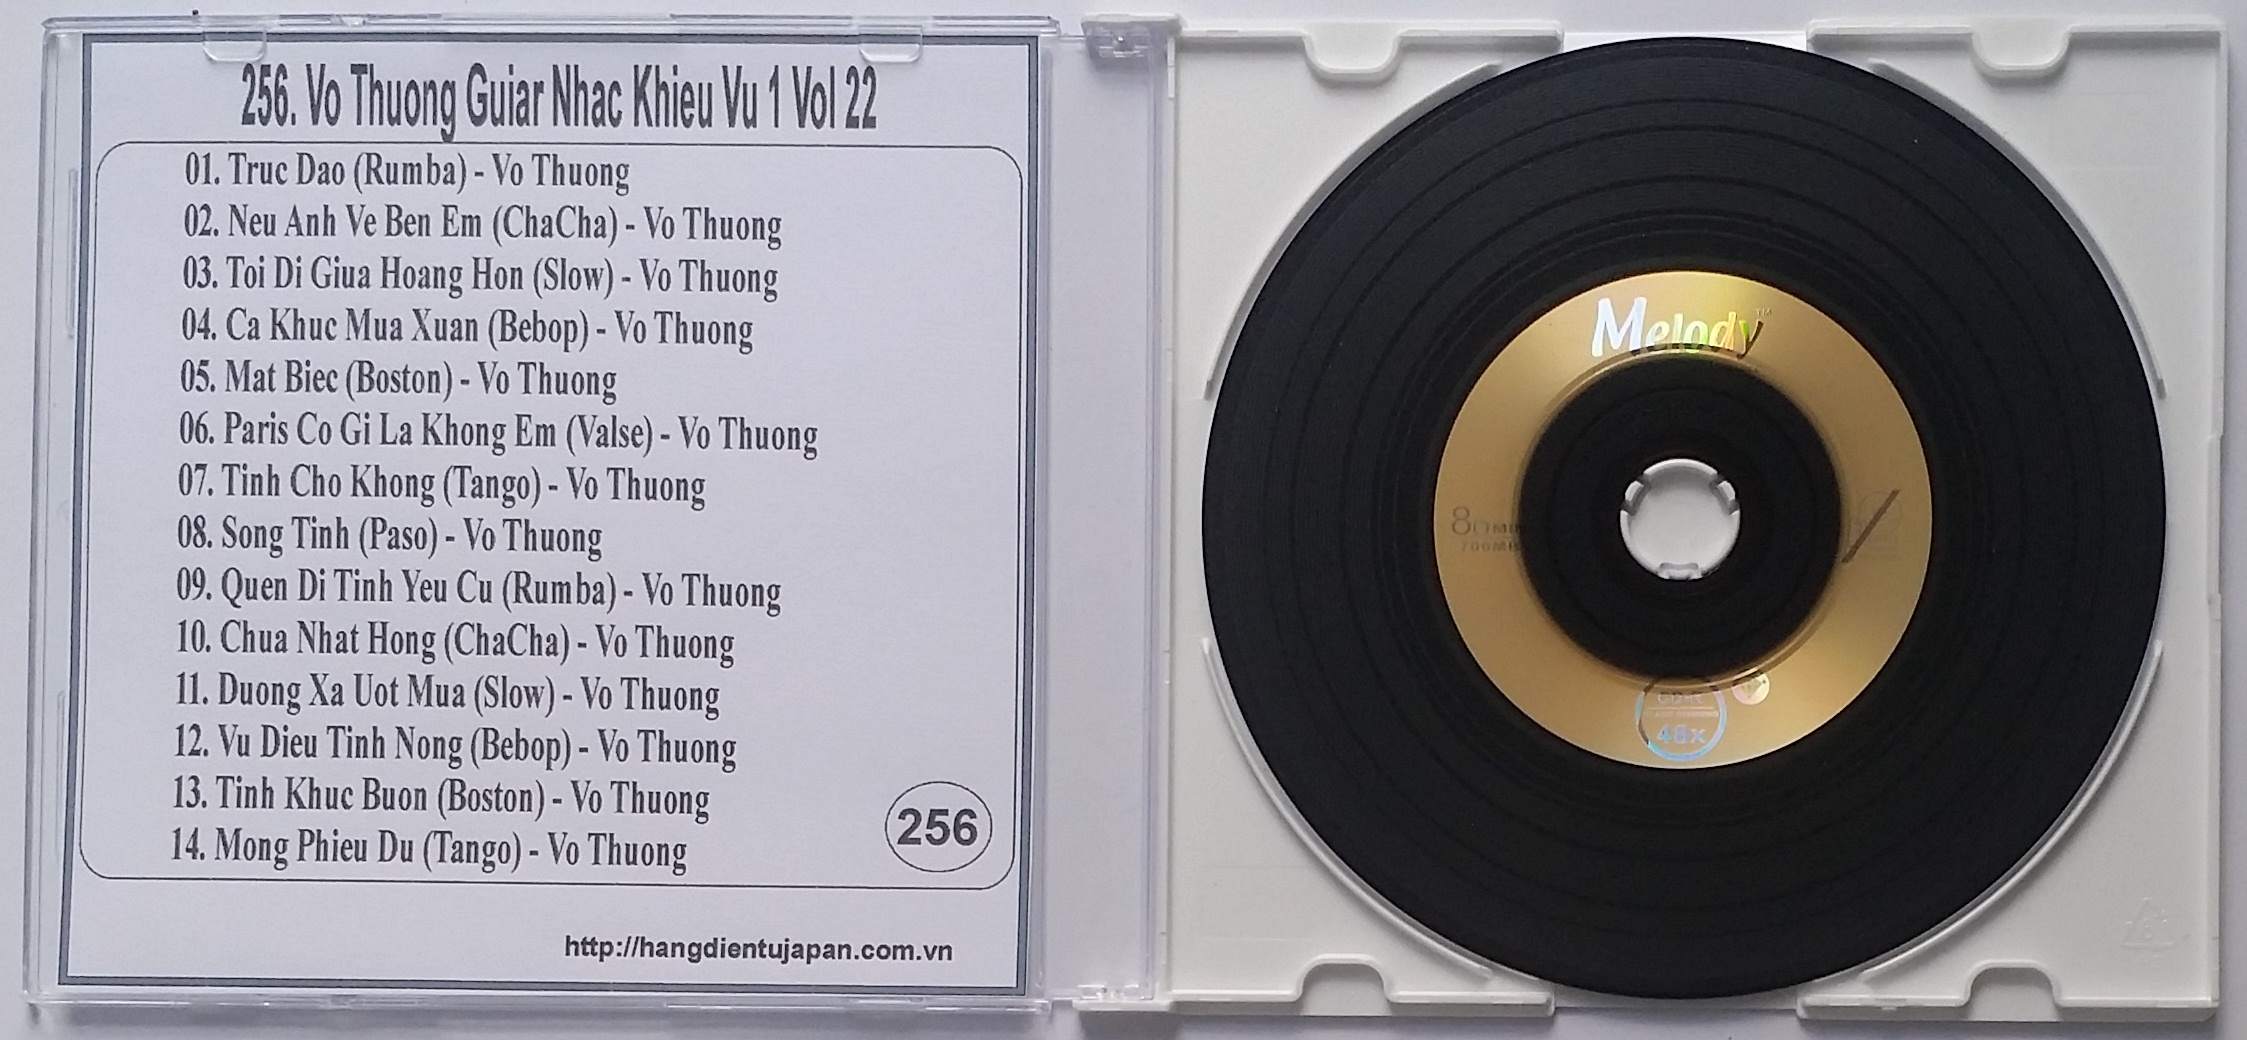 256. Vo Thuong Guiar Nhac Khieu Vu 1 Vol 22
01. Truc Dao (Rumba) - Vo Thuong
02. Neu Anh Ve Ben Em (ChaCha) - Vo Thuong
03. Toi Di Giua Hoang Hon (Slow) - Vo Thuong
04. Ca Khuc Mua Xuan (Bebop) - Vo Thuong
05. Mat Biec (Boston) - Vo Thuong
06. Paris Co Gi La Khong Em (Valse) - Vo Thuong
07. Tinh Cho Khong (Tango) - Vo Thuong
08. Song Tinh (Paso) - Vo Thuong
09. Quen Di Tinh Yeu Cu (Rumba) - Vo Thuong
10. Chua Nhat Hong (ChaCha) - Vo Thuong
11. Duong Xa Uot Mua (Slow) - Vo Thuong
12. Vu Dieu Tinh Nong (Bebop) - Vo Thuong
13. Tinh Khuc Buon (Boston) - Vo Thuong
14. Mong Phieu Du (Tango) - Vo Thuong
256
http://hangdientujapan.com.vn
Melody™
80 MIN
700MB
CD-R
48x